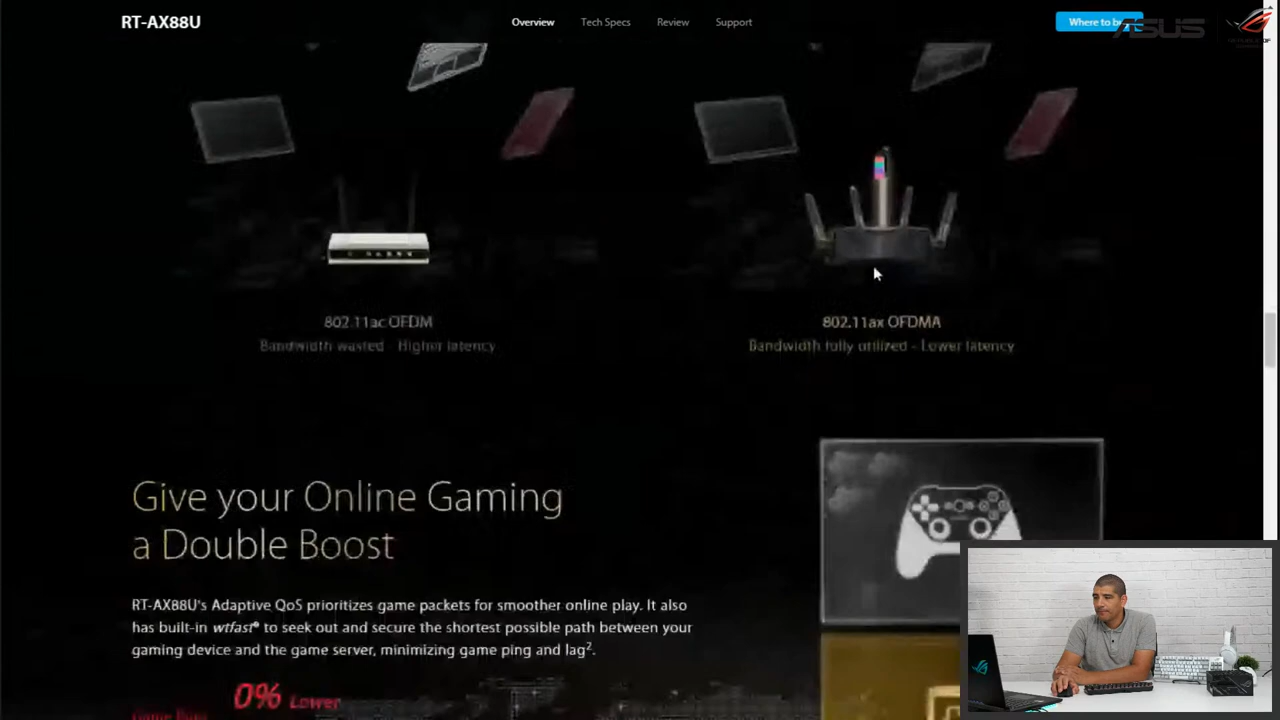 RT-AX88U
Overview
Tech Specs
Review
Support
Where to buy
ASUS
802.11ac OFDM
Bandwidth wasted - Higher latency
802.11ax OFDMA
Bandwidth fully utilized - Lower latency
Give your Online Gaming
a Double Boost
RT-AX88U's Adaptive QoS prioritizes game packets for smoother online play. It also
has built-in wtfast® to seek out and secure the shortest possible path between your
gaming device and the game server, minimizing game ping and lag².
0% Lower